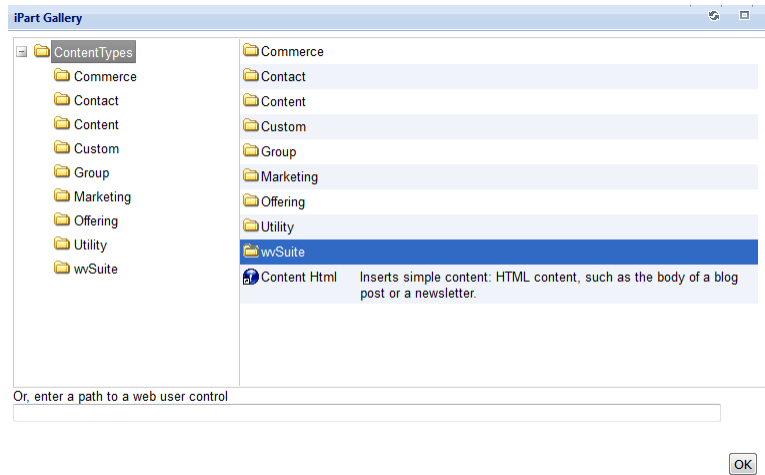 iPart Gallery
ContentTypes
Commerce
Contact
Content
Custom
Group
Marketing
Offering
Utility
wvSuite
Commerce
Contact
Content
Custom
Group
Marketing
Offering
Utility
wvSuite
Content Html Inserts simple content: HTML content, such as the body of a blog
post or a newsletter.
Or, enter a path to a web user control
OK